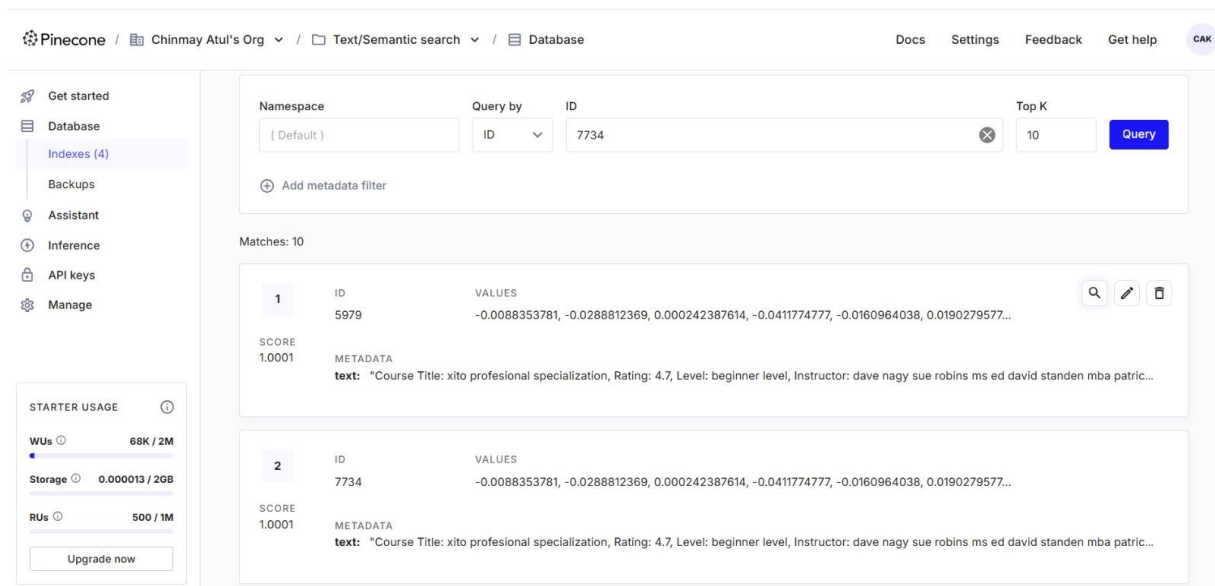 Pinecone / Chinmay Atul's Org / Text/Semantic search / Database
Docs Settings Feedback Get help CAK
Get started
Database
Indexes (4)
Backups
Assistant
Inference
API keys
Manage
STARTER USAGE
WUs 68K / 2M
Storage 0.000013 / 2GB
RUs 500 / 1M
Upgrade now
Namespace Query by ID Top K
( Default ) ID 7734 10 Query
Add metadata filter
Matches: 10
1 ID VALUES
5979 -0.0088353781, -0.0288812369, 0.000242387614, -0.0411774777, -0.0160964038, 0.0190279577...
SCORE
1.0001 METADATA
text: "Course Title: xito profesional specialization, Rating: 4.7, Level: beginner level, Instructor: dave nagy sue robins ms ed david standen mba patric...
2 ID VALUES
7734 -0.0088353781, -0.0288812369, 0.000242387614, -0.0411774777, -0.0160964038, 0.0190279577...
SCORE
1.0001 METADATA
text: "Course Title: xito profesional specialization, Rating: 4.7, Level: beginner level, Instructor: dave nagy sue robins ms ed david standen mba patric...